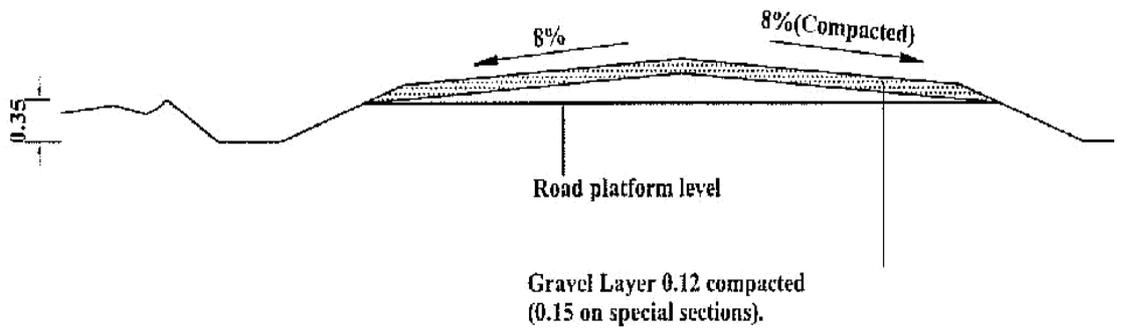 8%
8%(Compacted)
0.35
Road platform level
Gravel Layer 0.12 compacted
(0.15 on special sections).